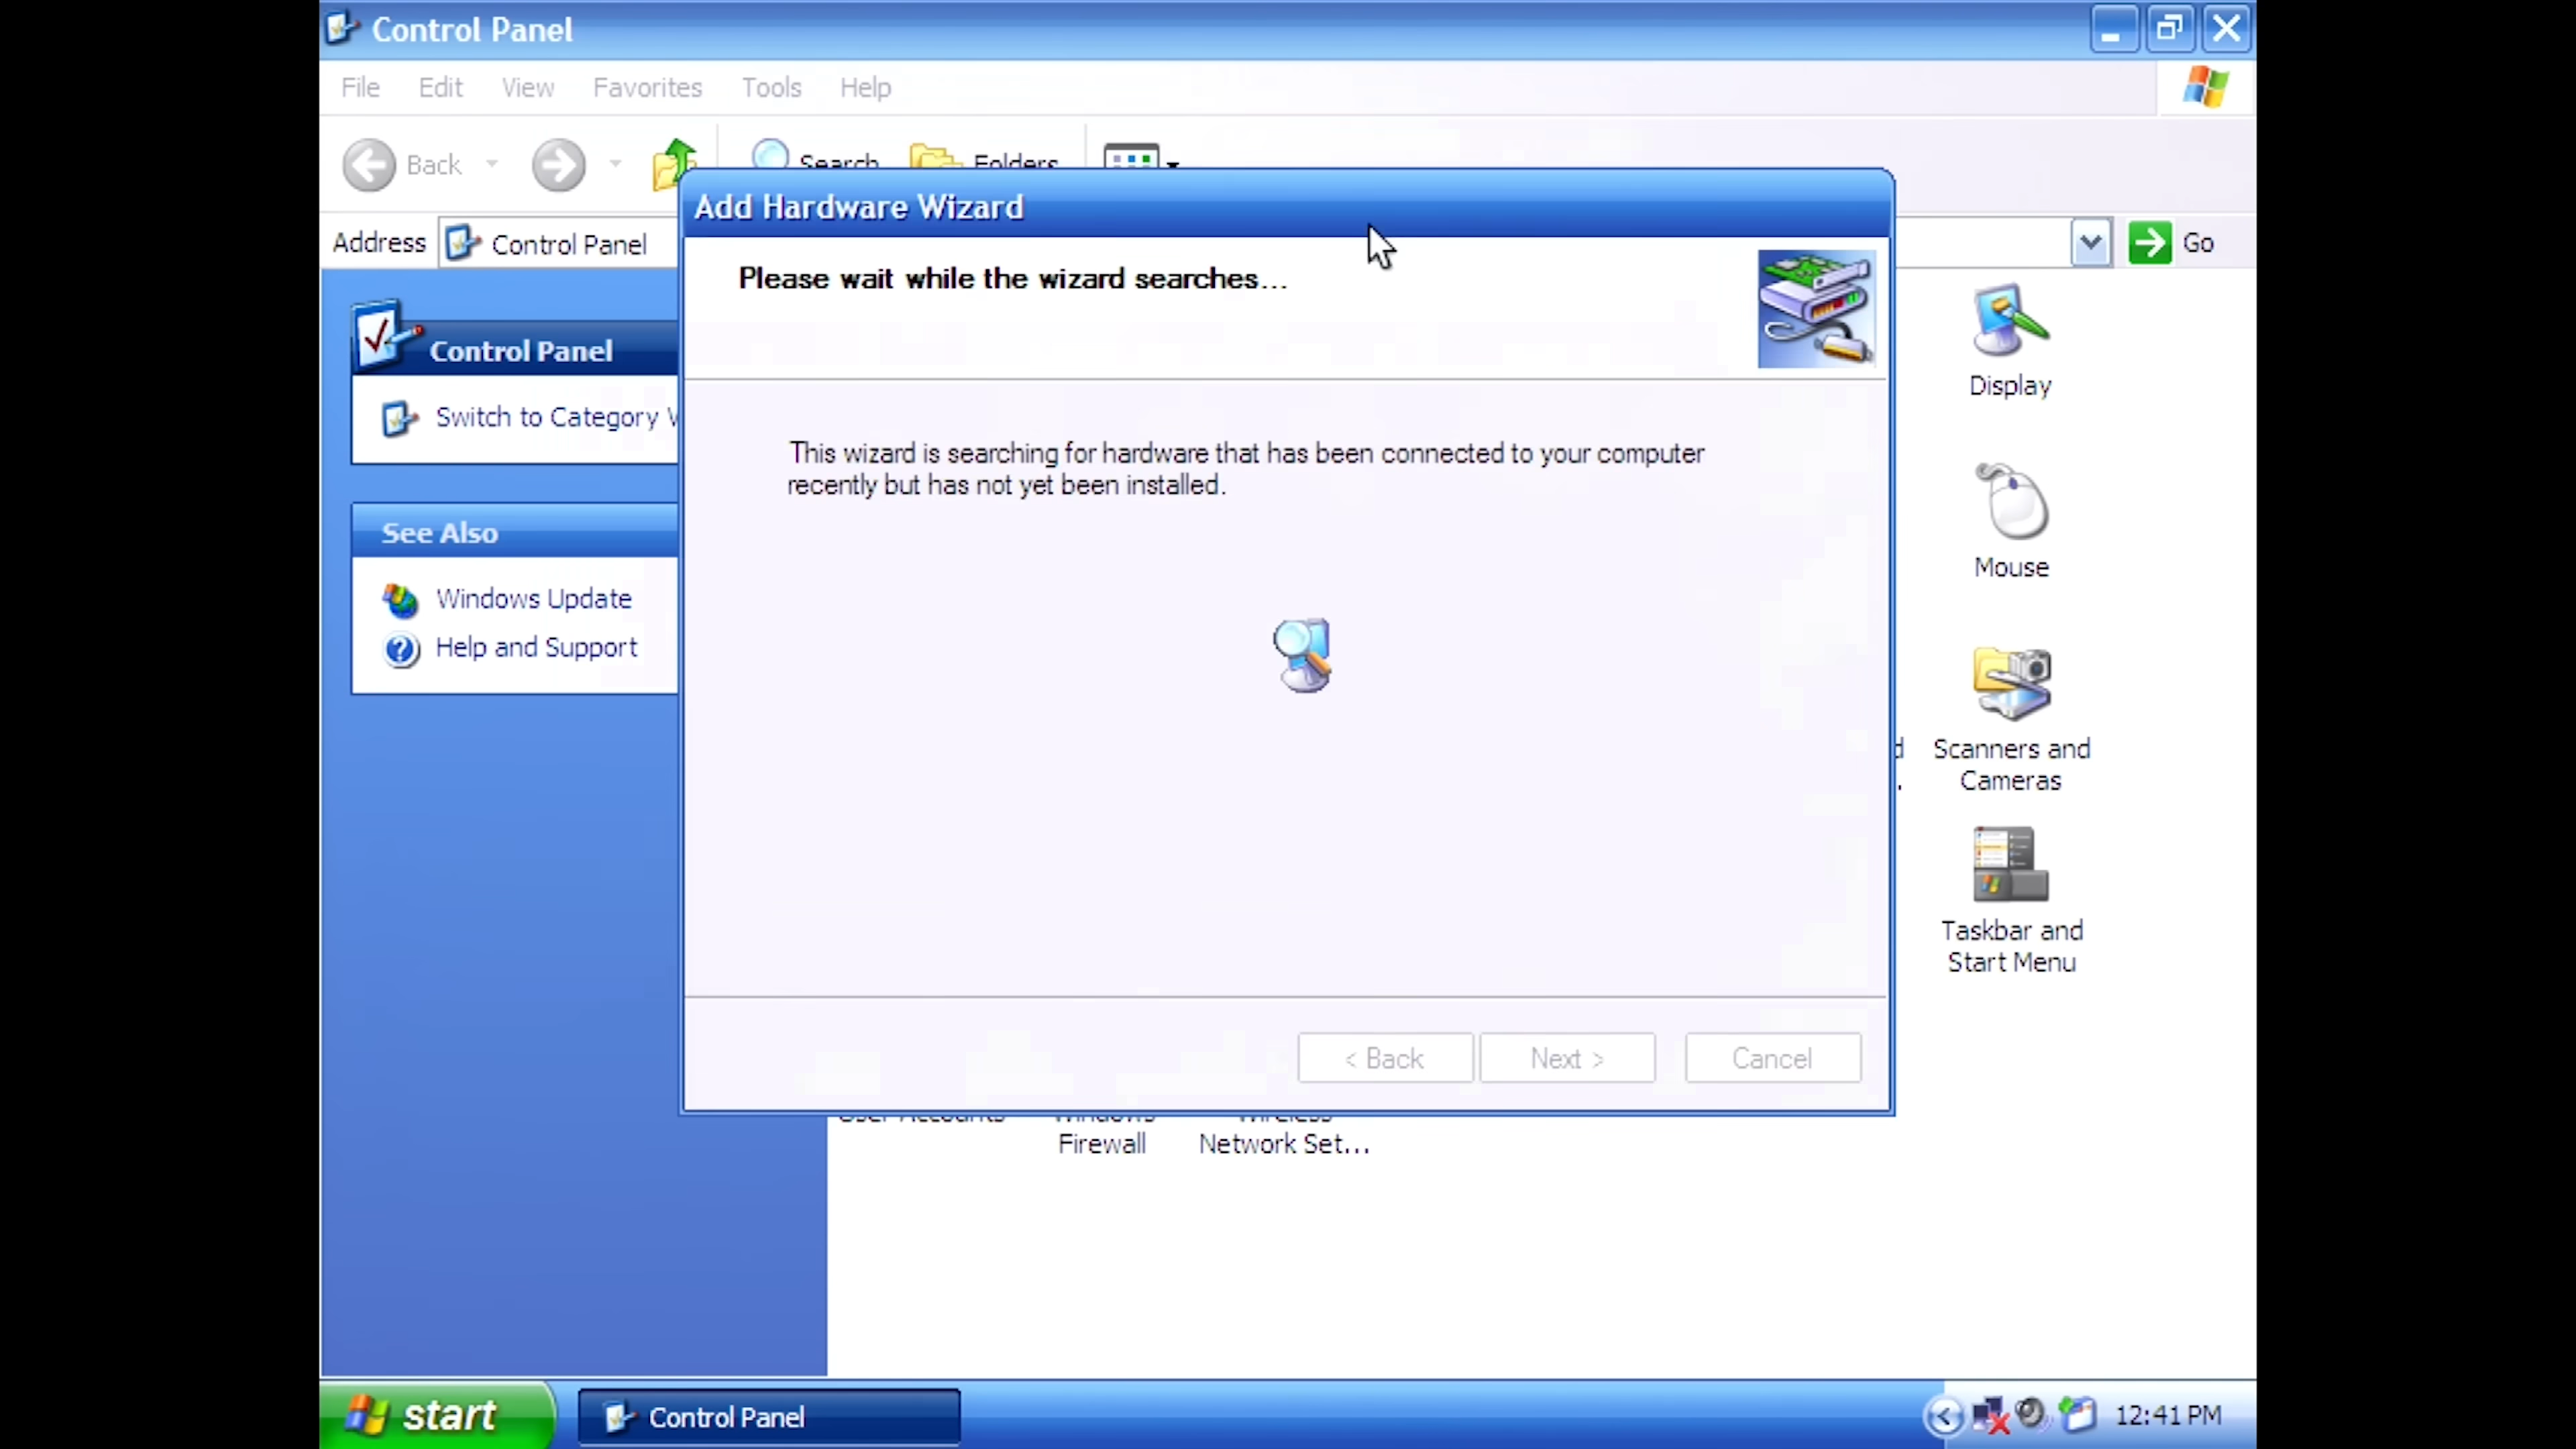 Control Panel
File Edit View Favorites Tools Help
Back Search Folders
Address Control Panel Go
Add Hardware Wizard
Please wait while the wizard searches...
This wizard is searching for hardware that has been connected to your computer
recently but has not yet been installed.
< Back Next > Cancel
Control Panel
Switch to Category
See Also
Windows Update
Help and Support
Display
Mouse
Scanners and
Cameras
Taskbar and
Start Menu
User Accounts Windows Wireless
Firewall Network Set...
start Control Panel 12:41 PM